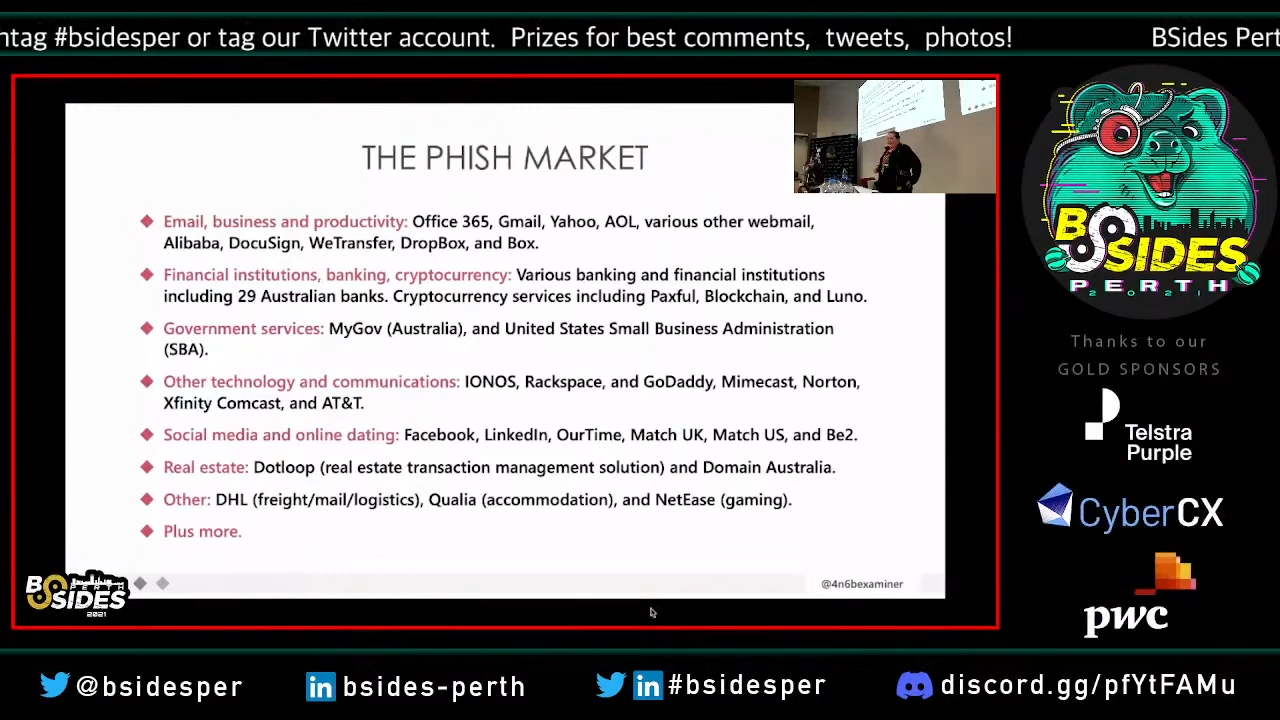 ntag #bsidesper or tag our Twitter account.  Prizes for best comments,  tweets,  photos!
BSides Pert
THE PHISH MARKET
Email, business and productivity: Office 365, Gmail, Yahoo, AOL, various other webmail,
Alibaba, DocuSign, WeTransfer, DropBox, and Box.
Financial institutions, banking, cryptocurrency: Various banking and financial institutions
including 29 Australian banks. Cryptocurrency services including Paxful, Blockchain, and Luno.
Government services: MyGov (Australia), and United States Small Business Administration
(SBA).
Other technology and communications: IONOS, Rackspace, and GoDaddy, Mimecast, Norton,
Xfinity Comcast, and AT&T.
Social media and online dating: Facebook, LinkedIn, OurTime, Match UK, Match US, and Be2.
Real estate: Dotloop (real estate transaction management solution) and Domain Australia.
Other: DHL (freight/mail/logistics), Qualia (accommodation), and NetEase (gaming).
Plus more.
@4n6bexaminer
BSIDES
PERTH
2021
BSIDES
PERTH
2021
Thanks to our
GOLD SPONSORS
Telstra
Purple
CyberCX
pwc
@bsidesper
in bsides-perth
in #bsidesper
discord.gg/pfYtFAMu